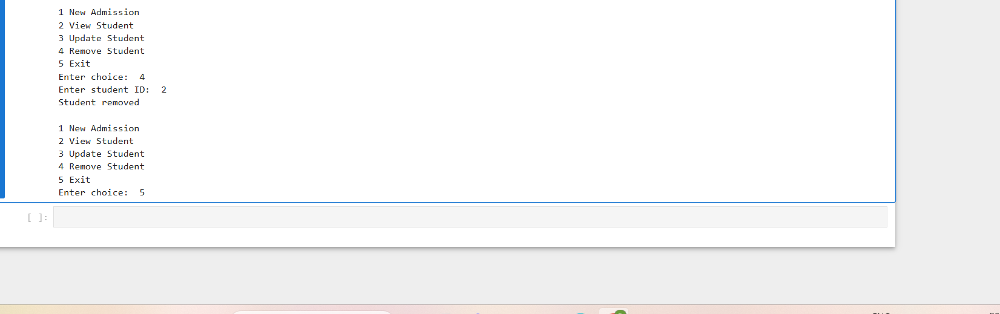 1 New Admission
2 View Student
3 Update Student
4 Remove Student
5 Exit
Enter choice:  4
Enter student ID:  2
Student removed
1 New Admission
2 View Student
3 Update Student
4 Remove Student
5 Exit
Enter choice:  5
[ ]: